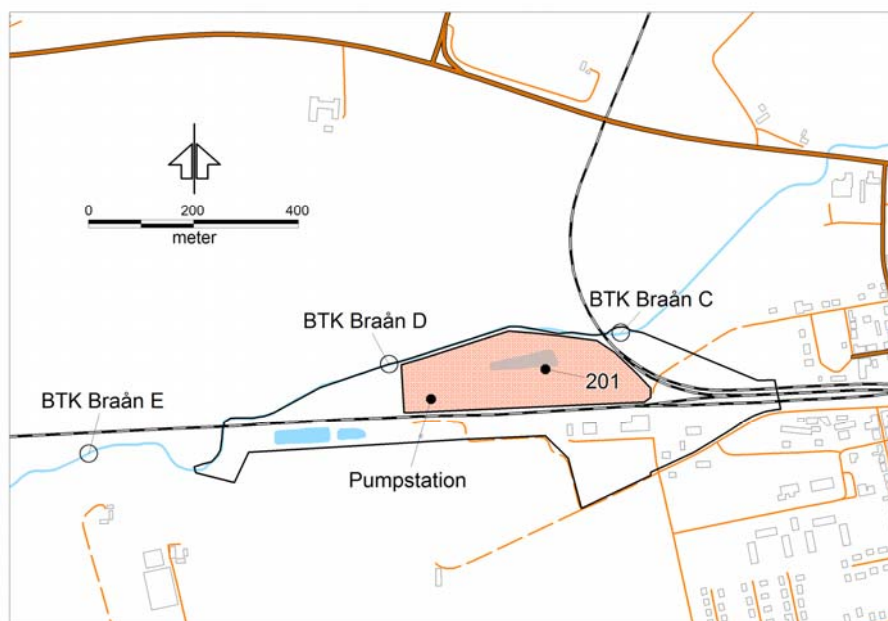 0 200 400
meter
BTK Braån C
BTK Braån D
201
BTK Braån E
Pumpstation